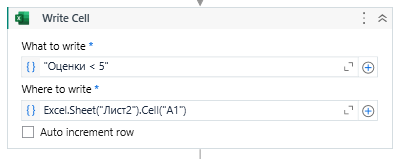 Write Cell
What to write *
"Оценки < 5"
Where to write *
Excel.Sheet("Лист2").Cell("A1")
Auto increment row